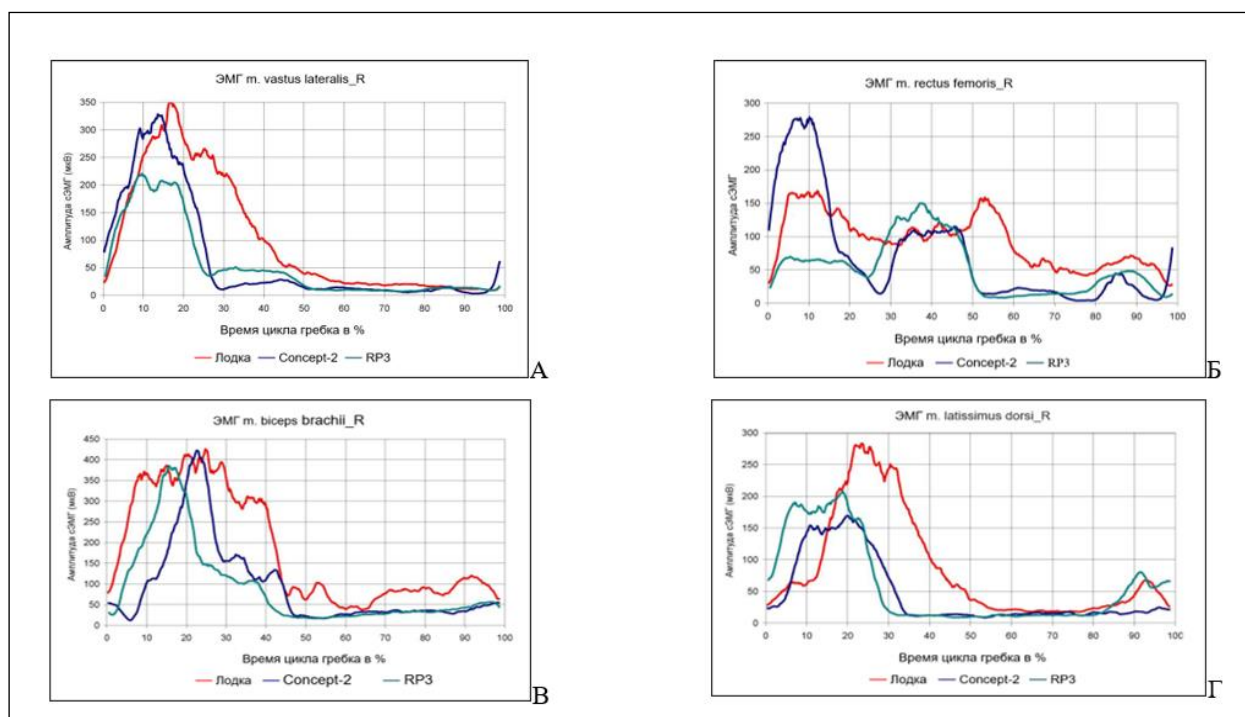 ЭМГ m. vastus lateralis_R
Амплитуда сЭМГ (мкВ)
350
300
250
200
150
100
50
0
0 10 20 30 40 50 60 70 80 90 100
Время цикла гребка в %
Лодка Concept-2 RP3
А
ЭМГ m. rectus femoris_R
Амплитуда сЭМГ
300
250
200
150
100
50
0
0 10 20 30 40 50 60 70 80 90 100
Время цикла гребка в %
Лодка Concept-2 RP3
Б
ЭМГ m. biceps brachii_R
Амплитуда сЭМГ (мкВ)
450
400
350
300
250
200
150
100
50
0
0 10 20 30 40 50 60 70 80 90 100
Время цикла гребка в %
Лодка Concept-2 RP3
В
ЭМГ m. latissimus dorsi_R
Амплитуда сЭМГ (мкВ)
300
250
200
150
100
50
0
0 10 20 30 40 50 60 70 80 90 100
Время цикла гребка в %
Лодка Concept-2 RP3
Г